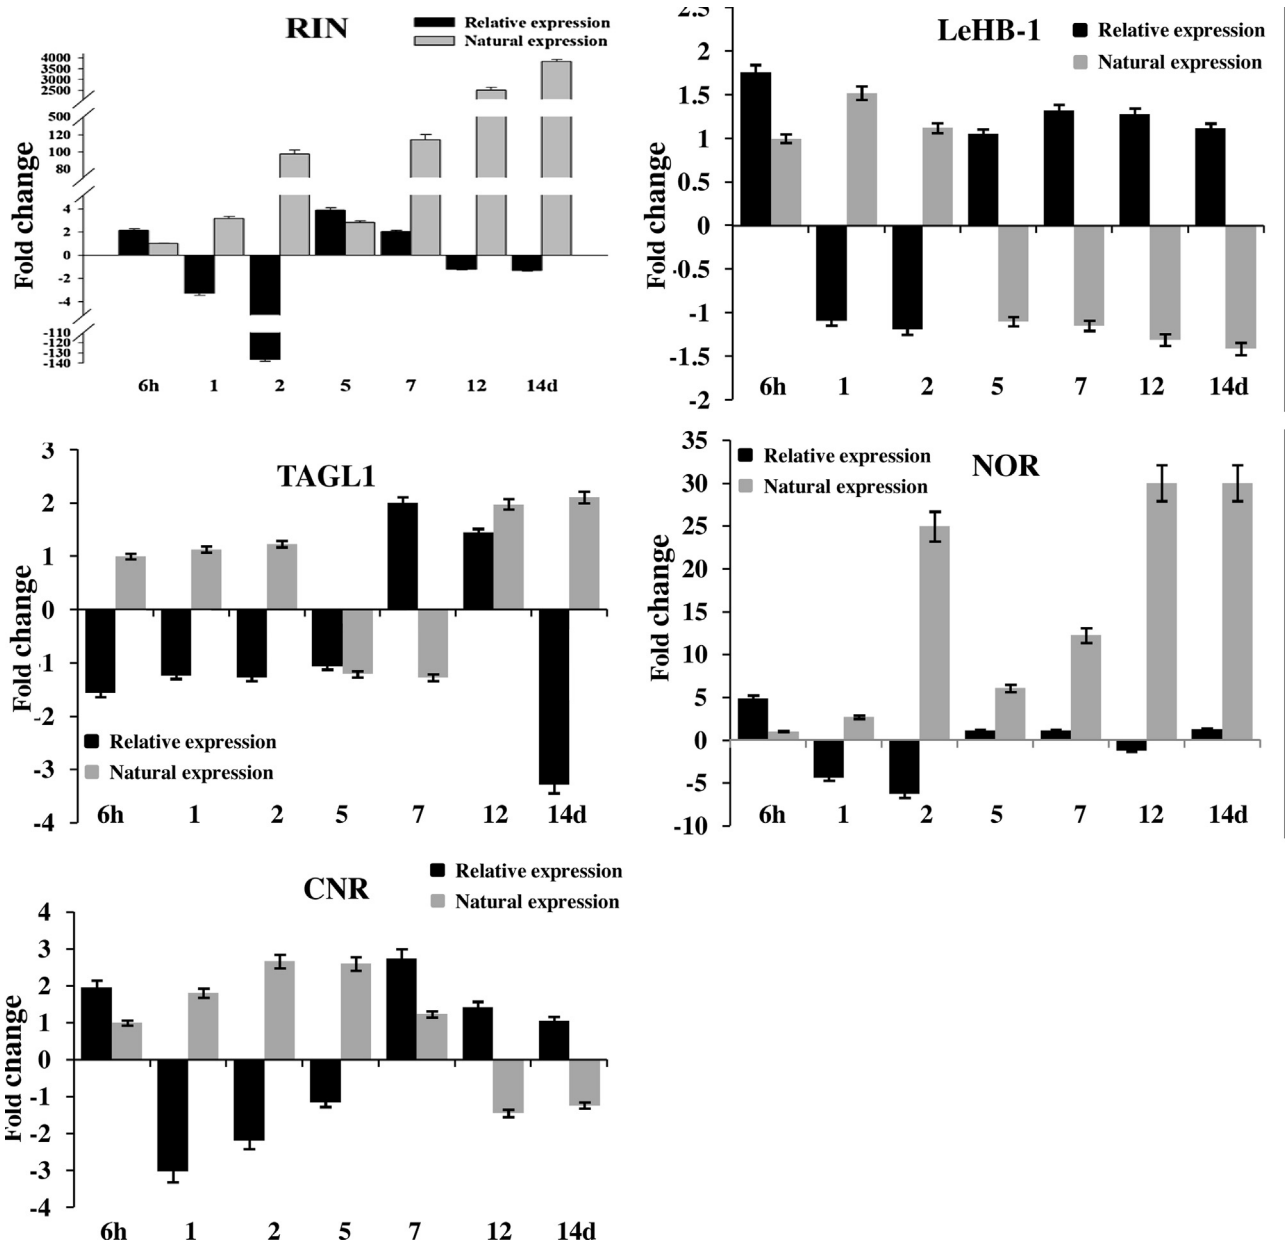 RIN
Relative expression
Natural expression
4000
3500
3000
2500
500
120
100
80
4
2
0
-2
-4
-110
-120
-130
-140
Fold change
6h 1 2 5 7 12 14d
LeHB-1
Relative expression
Natural expression
2.5
2
1.5
1
0.5
0
-0.5
-1
-1.5
-2
Fold change
6h 1 2 5 7 12 14d
TAGL1
3
2
1
0
-1
-2
-3
-4
Fold change
Relative expression
Natural expression
6h 1 2 5 7 12 14d
NOR
Relative expression
Natural expression
35
30
25
20
15
10
5
0
-5
-10
Fold change
6h 1 2 5 7 12 14d
CNR
Relative expression
Natural expression
4
3
2
1
0
-1
-2
-3
-4
Fold change
6h 1 2 5 7 12 14d